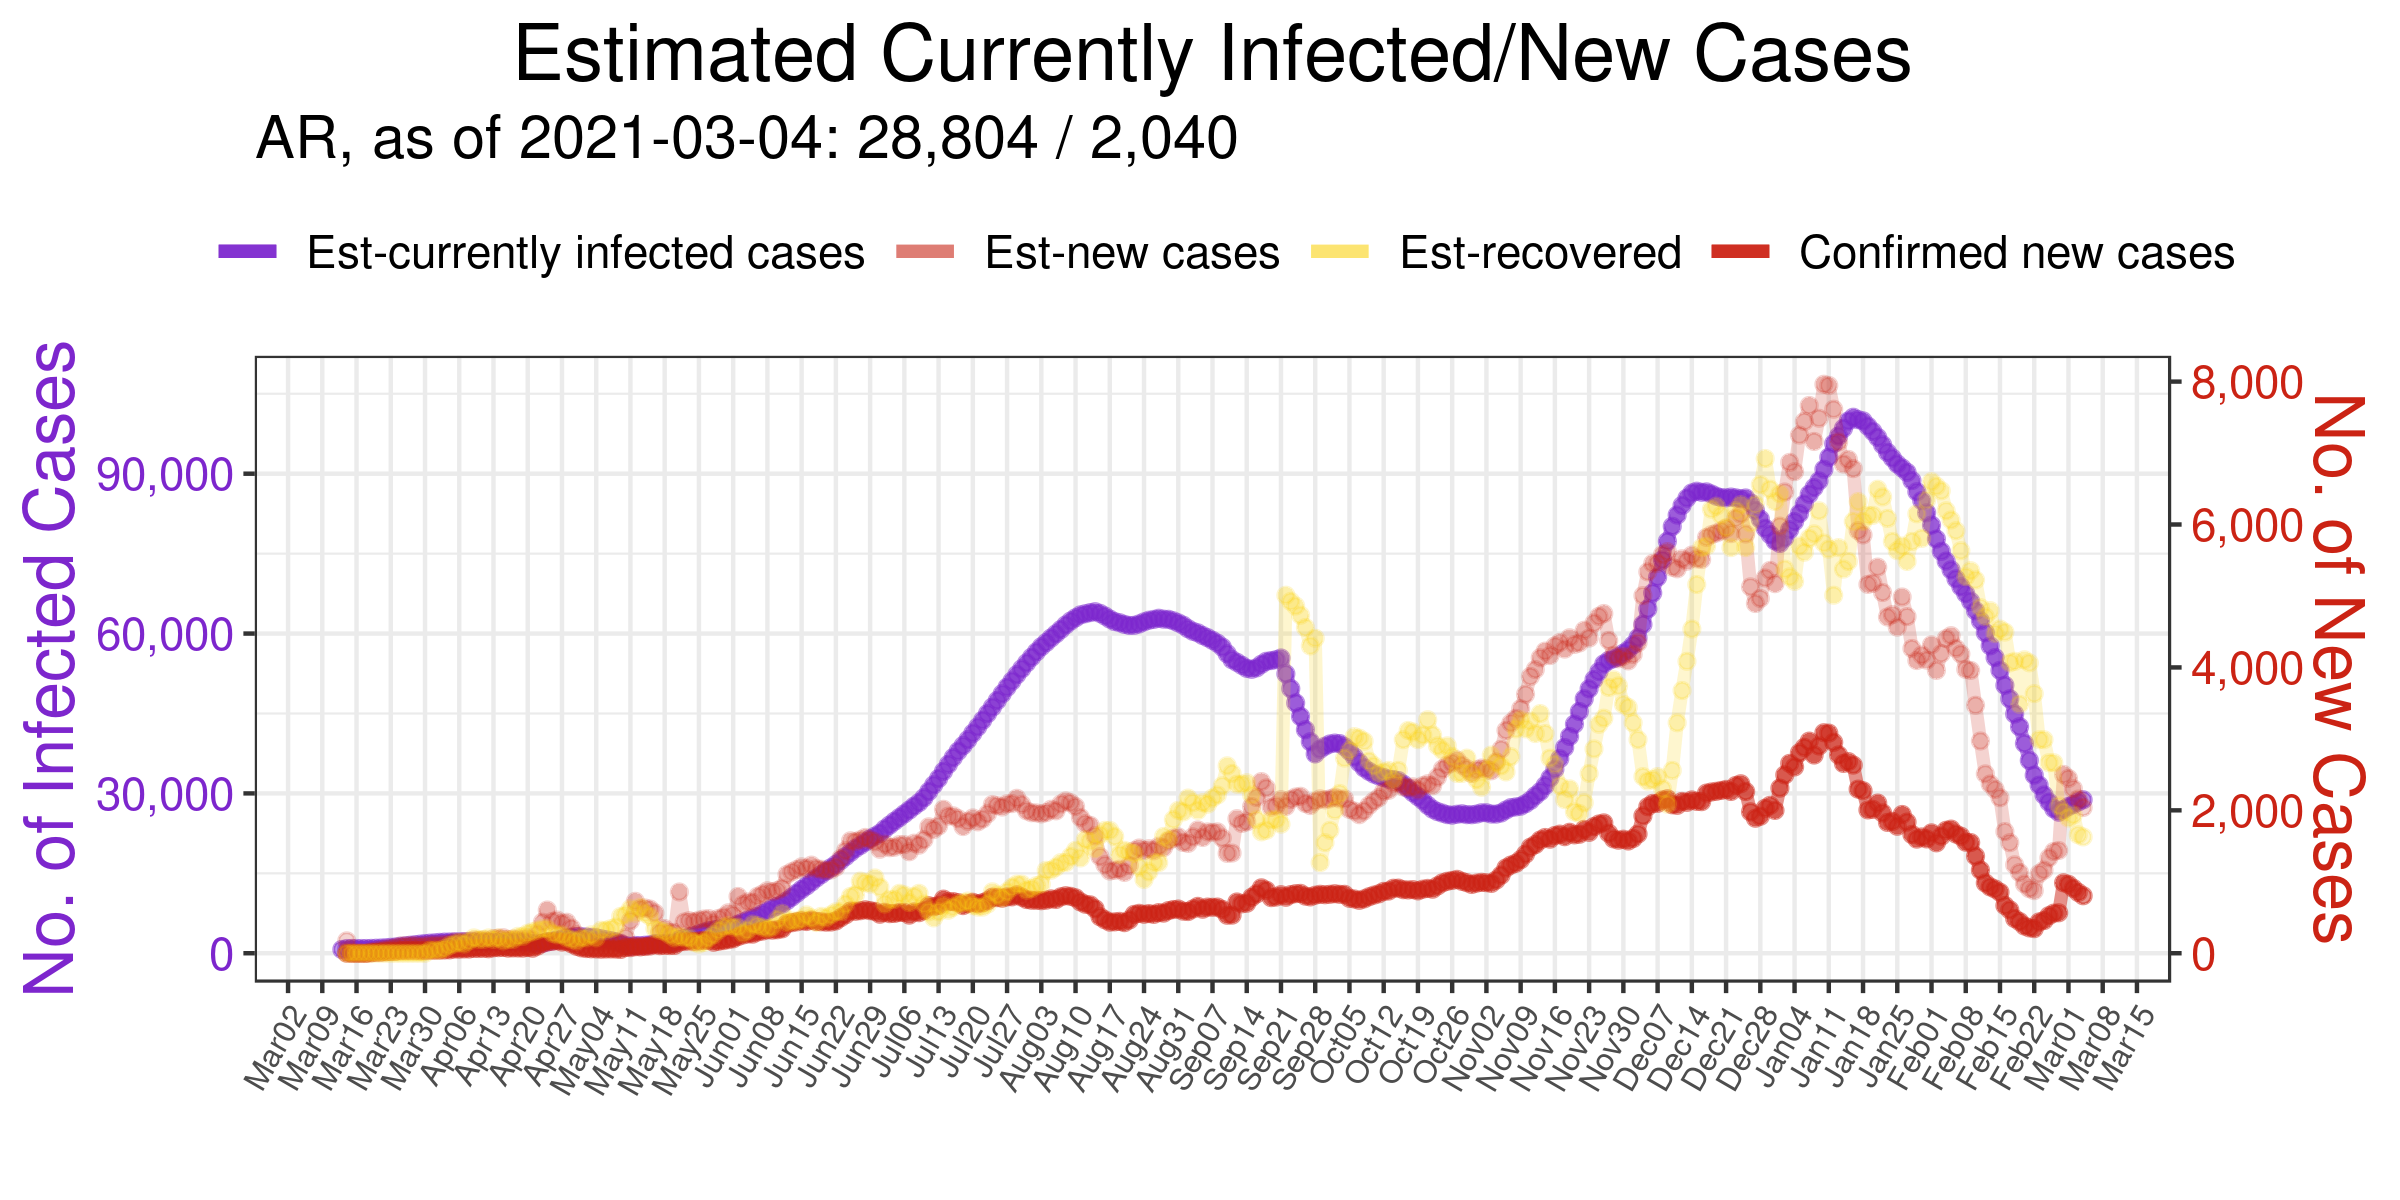 Estimated Currently Infected/New Cases
AR, as of 2021-03-04: 28,804 / 2,040
Est-currently infected cases Est-new cases Est-recovered Confirmed new cases
No. of Infected Cases
90,000
60,000
30,000
0
8,000
6,000
4,000
2,000
0
No. of New Cases
Mar02 Mar09 Mar16 Mar23 Mar30 Apr06 Apr13 Apr20 Apr27 May04 May11 May18 May25 Jun01 Jun08 Jun15 Jun22 Jun29 Jul06 Jul13 Jul20 Jul27 Aug03 Aug10 Aug17 Aug24 Aug31 Sep07 Sep14 Sep21 Sep28 Oct05 Oct12 Oct19 Oct26 Nov02 Nov09 Nov16 Nov23 Nov30 Dec07 Dec14 Dec21 Dec28 Jan04 Jan11 Jan18 Jan25 Feb01 Feb08 Feb15 Feb22 Mar01 Mar08 Mar15